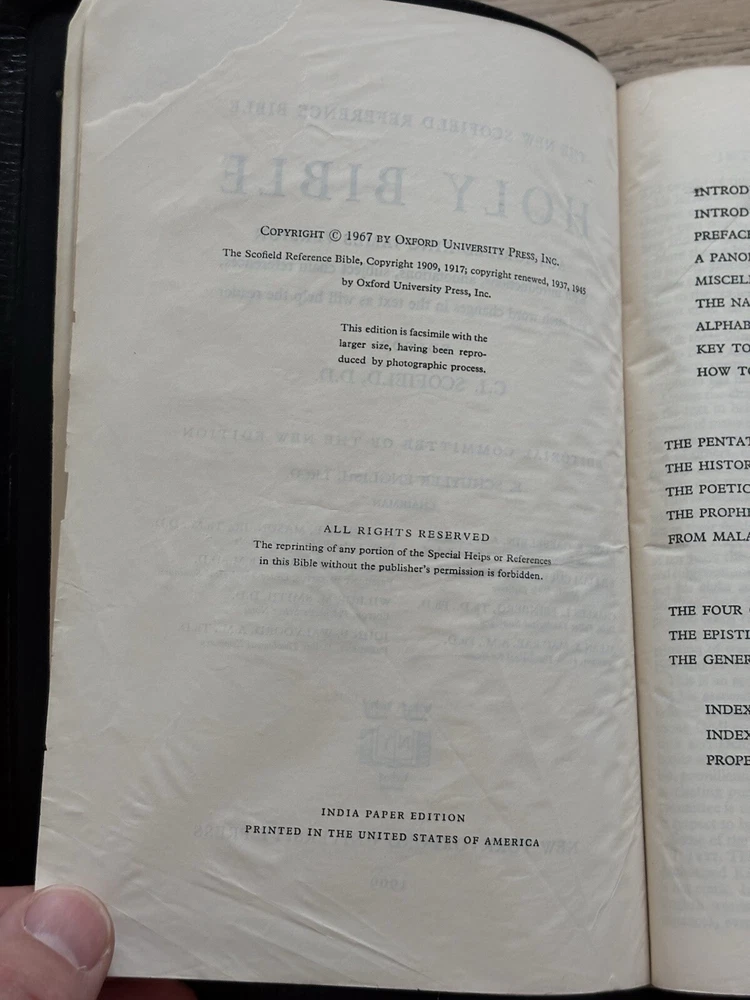 COPYRIGHT © 1967 BY OXFORD UNIVERSITY PRESS, INC.
The Scofield Reference Bible, Copyright 1909, 1917; copyright renewed, 1937, 1945
by Oxford University Press, Inc.
This edition is facsimile with the
larger size, having been repro-
duced by photographic process.
ALL RIGHTS RESERVED
The reprinting of any portion of the Special Helps or References
in this Bible without the publisher's permission is forbidden.
INDIA PAPER EDITION
PRINTED IN THE UNITED STATES OF AMERICA
INTROD
INTROD
PREFACE
A PANO
MISCELL
THE NA
ALPHAB
KEY TO
HOW TO
THE PENTAT
THE HISTOR
THE POETIC
THE PROPHE
FROM MALA
THE FOUR
THE EPISTL
THE GENER
INDEX
INDEX
PROPE